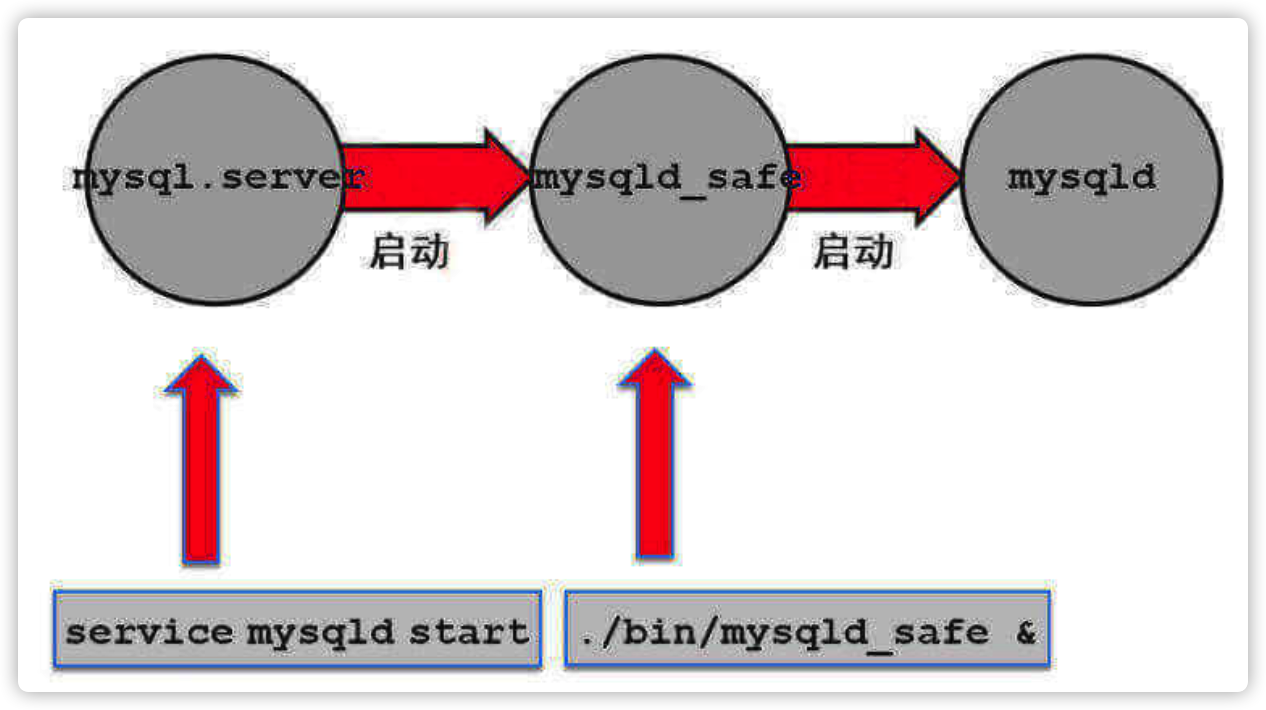 mysql.server
mysqld_safe
mysqld
启动
启动
service mysqld start
./bin/mysqld_safe &